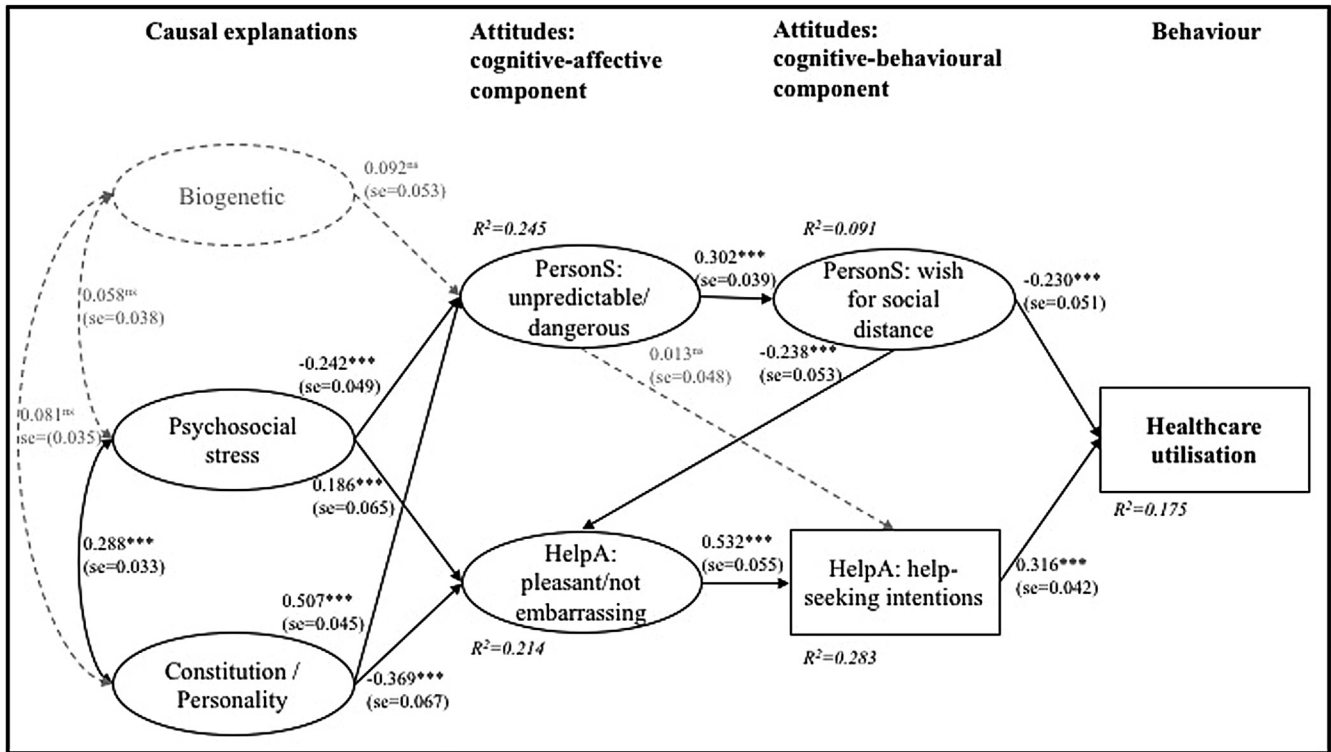 Causal explanations
Attitudes:
cognitive-affective
component
Attitudes:
cognitive-behavioural
component
Behaviour
Biogenetic
0.092ns
(se=0.053)
0.058ns
(se=0.038)
0.081ns
se=(0.035)
R²=0.245
PersonS:
unpredictable/
dangerous
0.302***
(se=0.039)
R²=0.091
PersonS: wish
for social
distance
-0.230***
(se=0.051)
-0.242***
(se=0.049)
0.013ns
(se=0.048)
-0.238***
(se=0.053)
Psychosocial
stress
Healthcare
utilisation
R²=0.175
0.186***
(se=0.065)
0.288***
(se=0.033)
HelpA:
pleasant/not
embarrassing
R²=0.214
0.532***
(se=0.055)
HelpA: help-
seeking intentions
R²=0.283
0.316***
(se=0.042)
0.507***
(se=0.045)
Constitution /
Personality
-0.369***
(se=0.067)